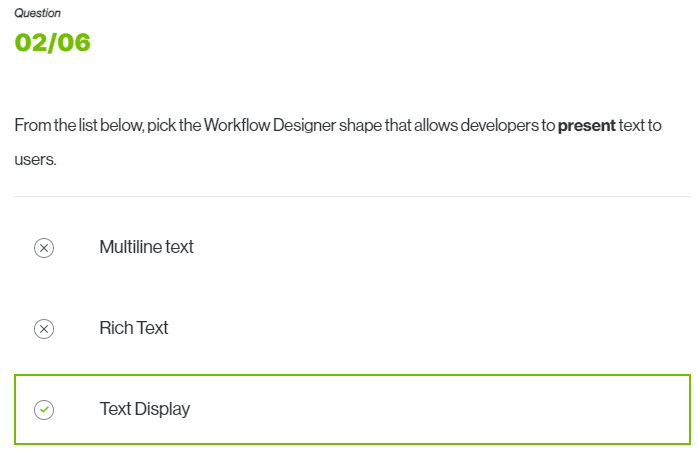 Question
02/06
From the list below, pick the Workflow Designer shape that allows developers to present text to
users.
Multiline text
Rich Text
Text Display